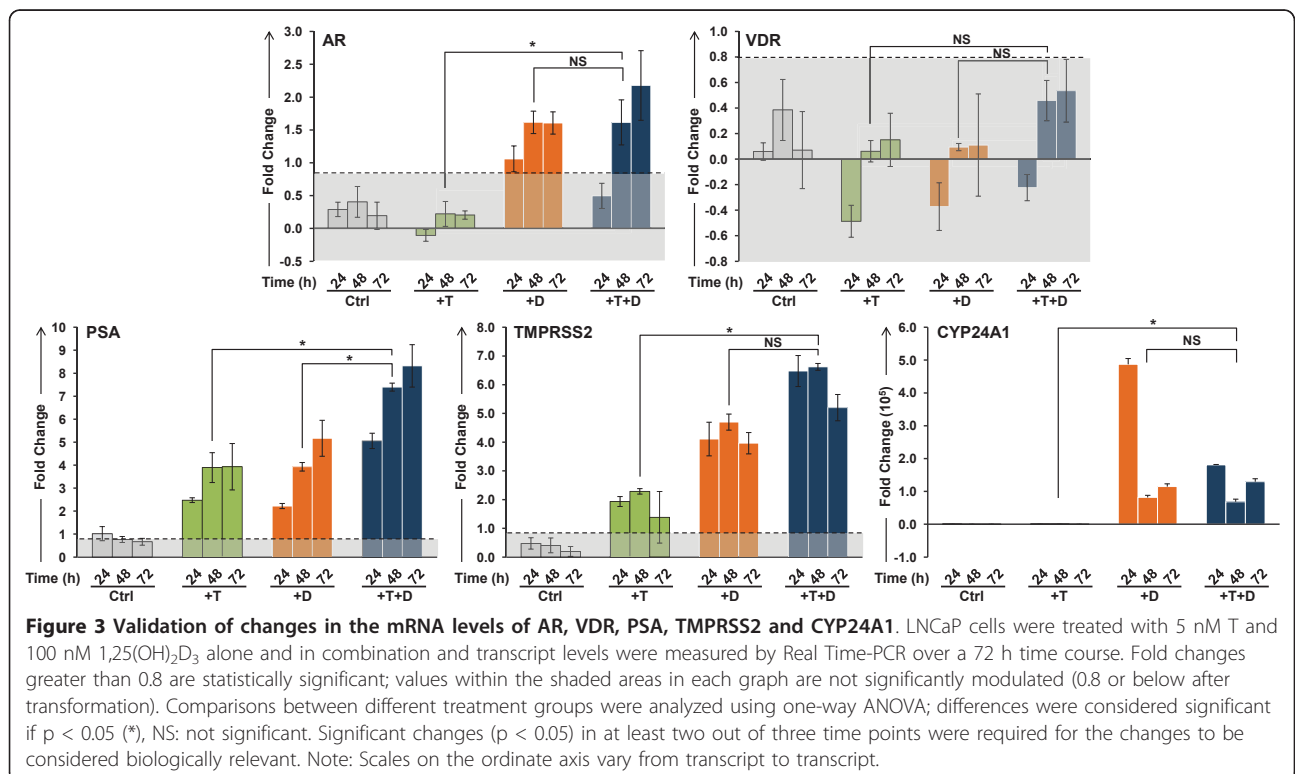 AR
Fold Change
3.0
2.5
2.0
1.5
1.0
0.5
0.0
-0.5
*
NS
Time (h) 24 48 72 24 48 72 24 48 72 24 48 72
Ctrl +T +D +T+D
VDR
Fold Change
1.0
0.8
0.6
0.4
0.2
0.0
-0.2
-0.4
-0.6
-0.8
NS
NS
Time (h) 24 48 72 24 48 72 24 48 72 24 48 72
Ctrl +T +D +T+D
PSA
Fold Change
10
9
8
7
6
5
4
3
2
1
0
*
*
Time (h) 24 48 72 24 48 72 24 48 72 24 48 72
Ctrl +T +D +T+D
TMPRSS2
Fold Change
8.0
7.0
6.0
5.0
4.0
3.0
2.0
1.0
0.0
*
NS
Time (h) 24 48 72 24 48 72 24 48 72 24 48 72
Ctrl +T +D +T+D
CYP24A1
Fold Change (10⁵)
6.0
5.0
4.0
3.0
2.0
1.0
0.0
-1.0
*
NS
Time (h) 24 48 72 24 48 72 24 48 72 24 48 72
Ctrl +T +D +T+D
Figure 3 Validation of changes in the mRNA levels of AR, VDR, PSA, TMPRSS2 and CYP24A1. LNCaP cells were treated with 5 nM T and
100 nM 1,25(OH)₂D₃ alone and in combination and transcript levels were measured by Real Time-PCR over a 72 h time course. Fold changes
greater than 0.8 are statistically significant; values within the shaded areas in each graph are not significantly modulated (0.8 or below after
transformation). Comparisons between different treatment groups were analyzed using one-way ANOVA; differences were considered significant
if p < 0.05 (*), NS: not significant. Significant changes (p < 0.05) in at least two out of three time points were required for the changes to be
considered biologically relevant. Note: Scales on the ordinate axis vary from transcript to transcript.